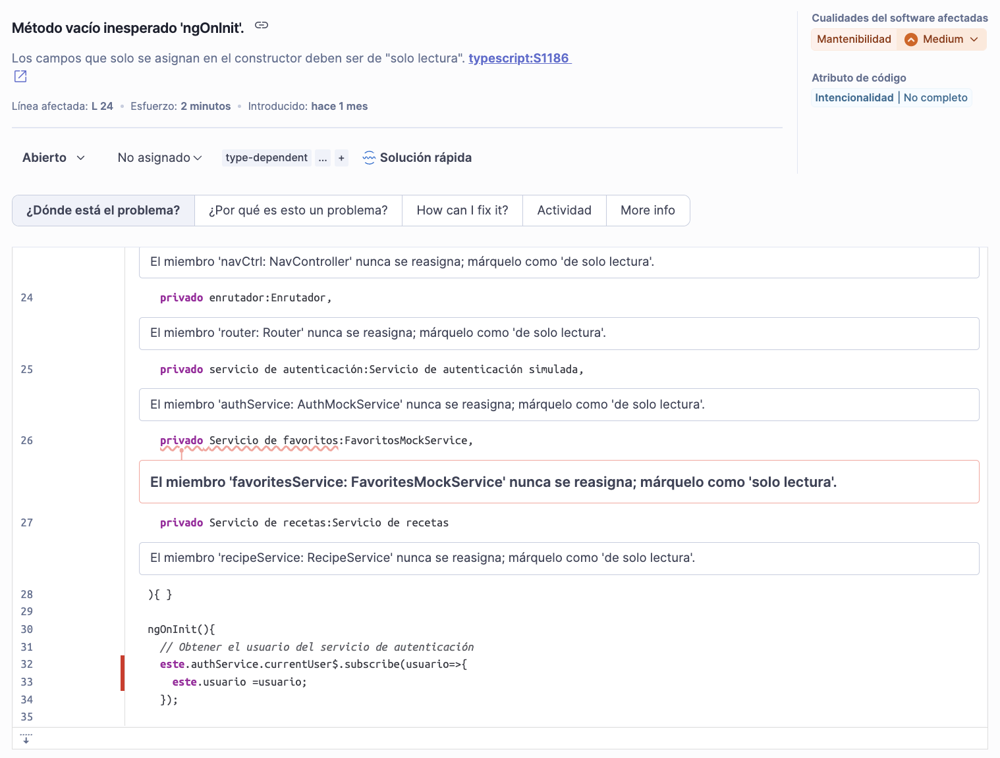 Método vacío inesperado 'ngOnInit'.
Los campos que solo se asignan en el constructor deben ser de "solo lectura". typescript:S1186
Línea afectada: L 24 • Esfuerzo: 2 minutos • Introducido: hace 1 mes
Cualidades del software afectadas
Mantenibilidad Medium
Atributo de código
Intencionalidad | No completo
Abierto No asignado type-dependent ... + Solución rápida
¿Dónde está el problema? ¿Por qué es esto un problema? How can I fix it? Actividad More info
El miembro 'navCtrl: NavController' nunca se reasigna; márquelo como 'de solo lectura'.
24 privado enrutador:Enrutador,
El miembro 'router: Router' nunca se reasigna; márquelo como 'de solo lectura'.
25 privado servicio de autenticación:Servicio de autenticación simulada,
El miembro 'authService: AuthMockService' nunca se reasigna; márquelo como 'de solo lectura'.
26 privado Servicio de favoritos:FavoritosMockService,
El miembro 'favoritesService: FavoritesMockService' nunca se reasigna; márquelo como 'solo lectura'.
27 privado Servicio de recetas:Servicio de recetas
El miembro 'recipeService: RecipeService' nunca se reasigna; márquelo como 'de solo lectura'.
28 ){ }
29
30 ngOnInit(){
31 // Obtener el usuario del servicio de autenticación
32 este.authService.currentUser$.subscribe(usuario=>{
33 este.usuario =usuario;
34 });
35